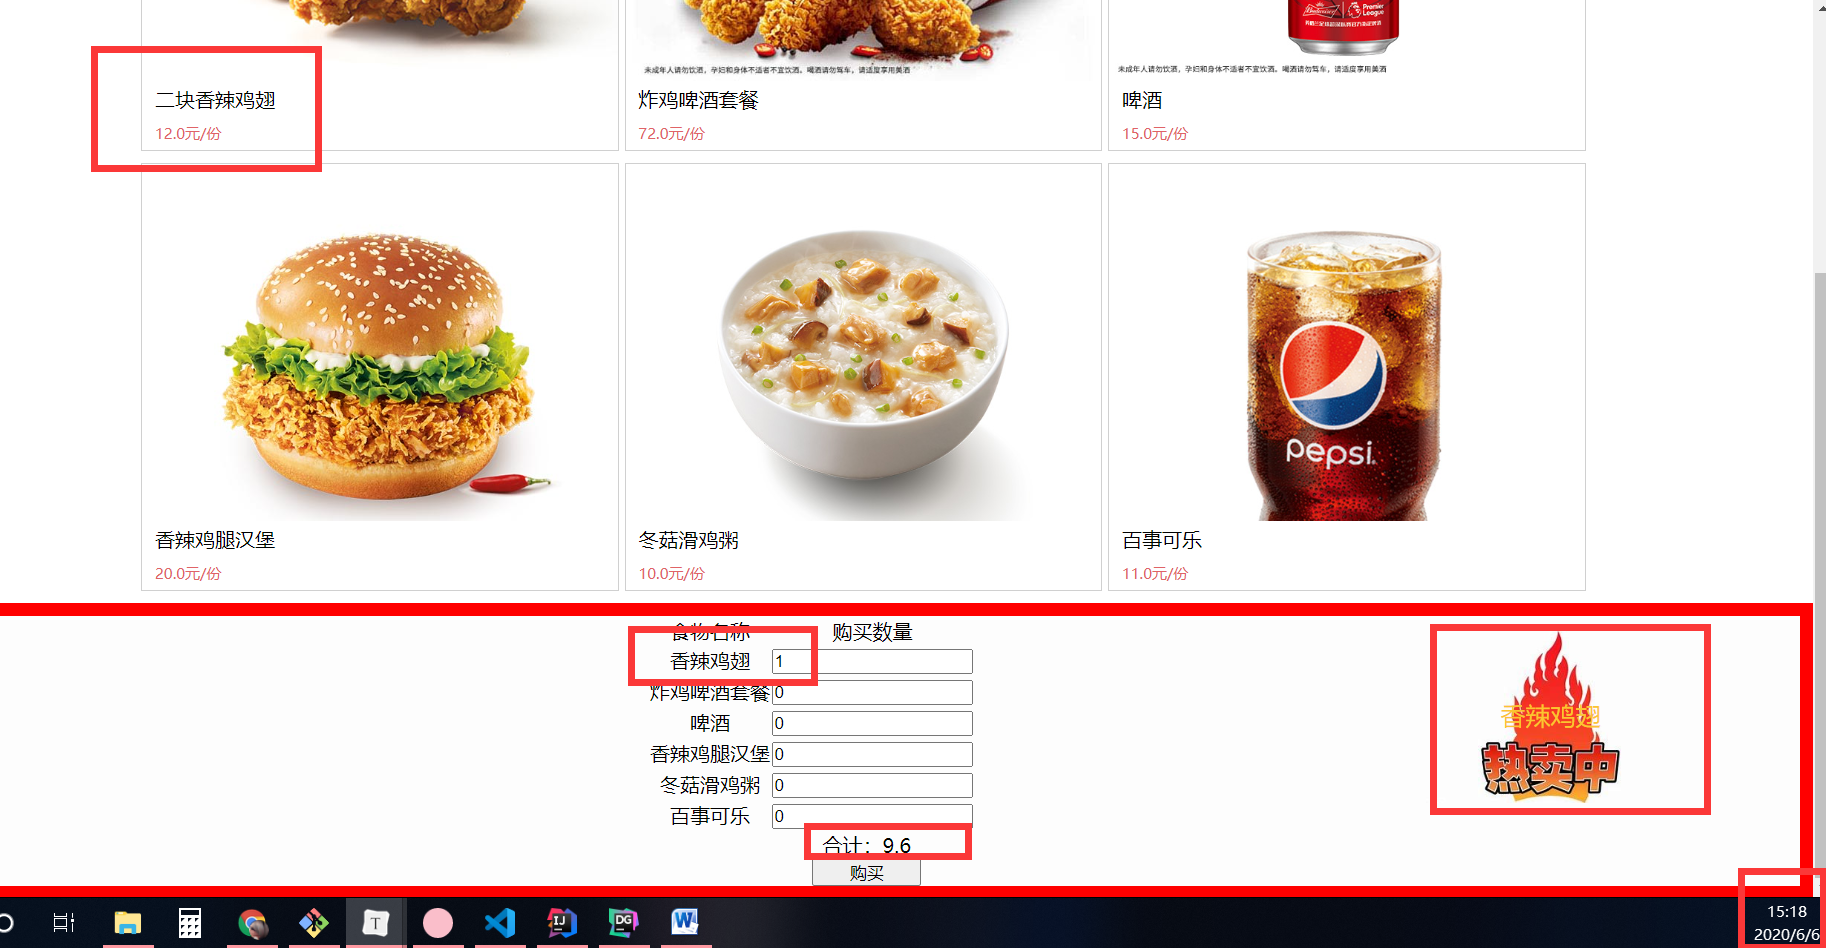 未成年人请勿饮酒，孕妇和身体不适者不宜饮酒。喝酒请勿驾车，请适度享用美酒
Budweiser
Premier League
未成年人请勿饮酒，孕妇和身体不适者不宜饮酒。喝酒请勿驾车，请适度享用美酒
二块香辣鸡翅
12.0元/份
炸鸡啤酒套餐
72.0元/份
啤酒
15.0元/份
pepsi
香辣鸡腿汉堡
20.0元/份
冬菇滑鸡粥
10.0元/份
百事可乐
11.0元/份
食物名称 购买数量
香辣鸡翅 1
炸鸡啤酒套餐 0
啤酒 0
香辣鸡腿汉堡 0
冬菇滑鸡粥 0
百事可乐 0
合计：9.6
购买
香辣鸡翅
热卖中
T
IJ
DG
W
15:18
2020/6/6